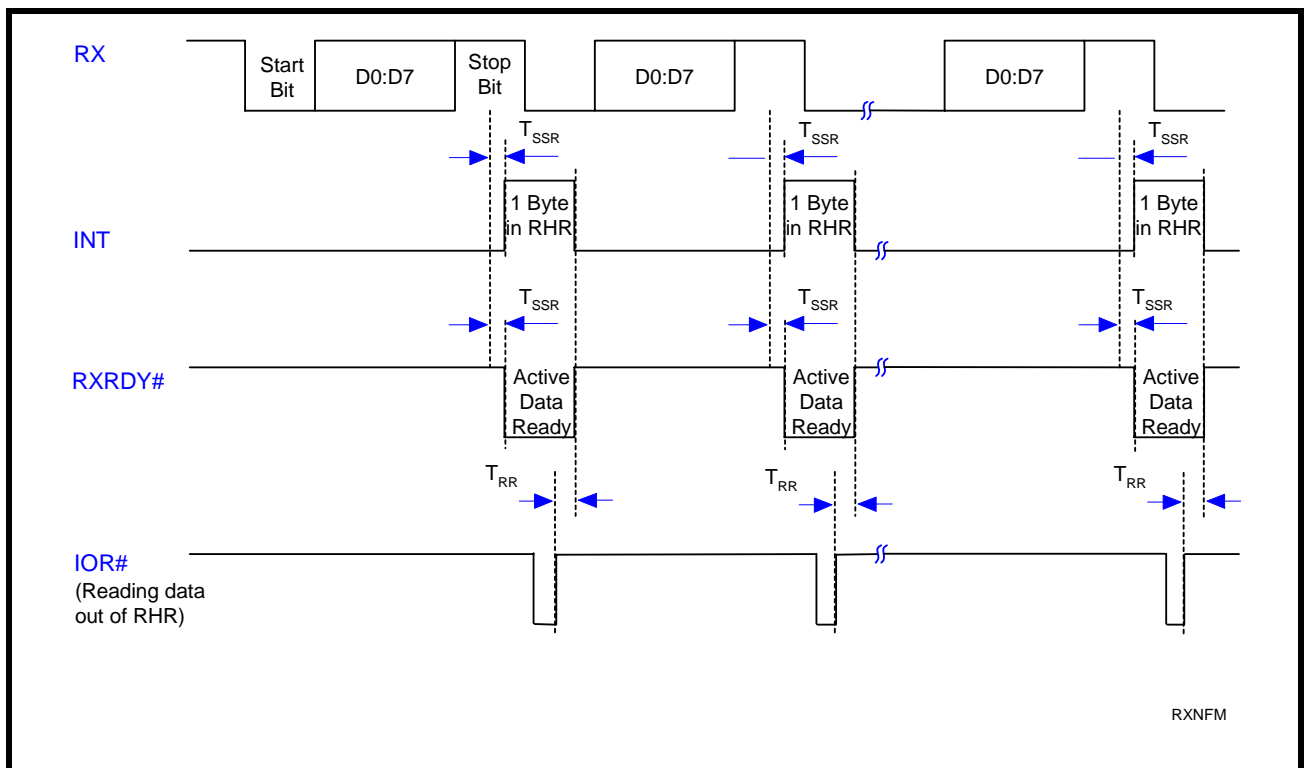 RX
Start
Bit
D0:D7
Stop
Bit
D0:D7
D0:D7
TSSR
TSSR
TSSR
INT
1 Byte
in RHR
1 Byte
in RHR
1 Byte
in RHR
TSSR
TSSR
TSSR
RXRDY#
Active
Data
Ready
Active
Data
Ready
Active
Data
Ready
TRR
TRR
TRR
IOR#
(Reading data
out of RHR)
RXNFM